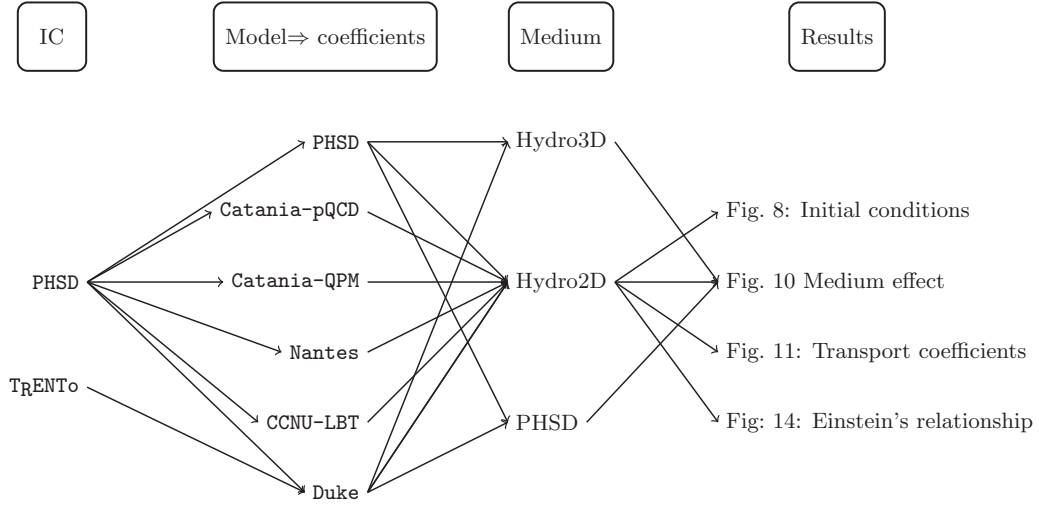 IC
Model⇒ coefficients
Medium
Results
PHSD
Hydro3D
Catania-pQCD
Fig. 8: Initial conditions
PHSD
Catania-QPM
Hydro2D
Fig. 10 Medium effect
Nantes
Fig. 11: Transport coefficients
TRENTo
CCNU-LBT
PHSD
Fig: 14: Einstein's relationship
Duke